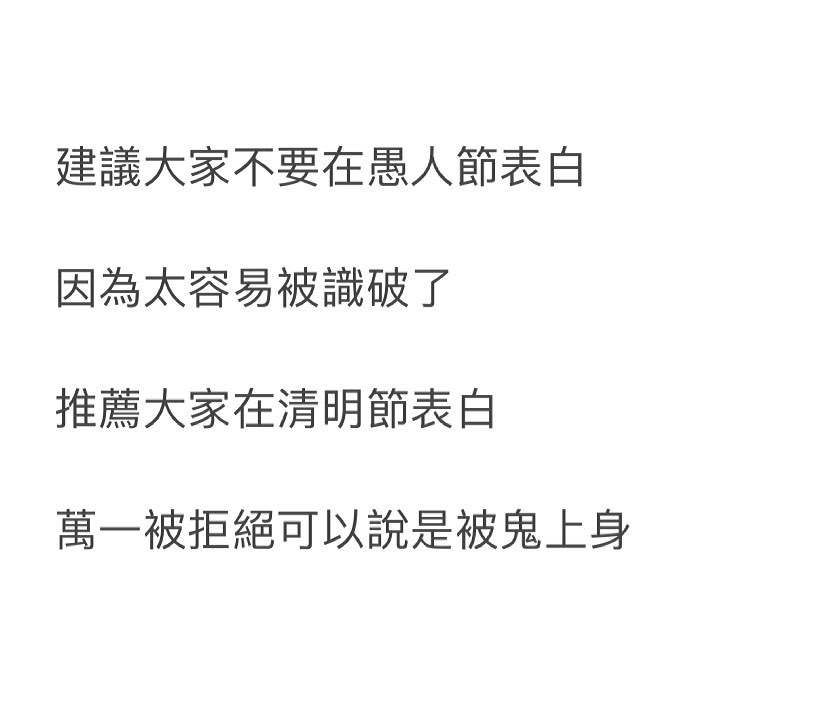 建議大家不要在愚人節表白
因為太容易被識破了
推薦大家在清明節表白
萬一被拒絕可以說是被鬼上身